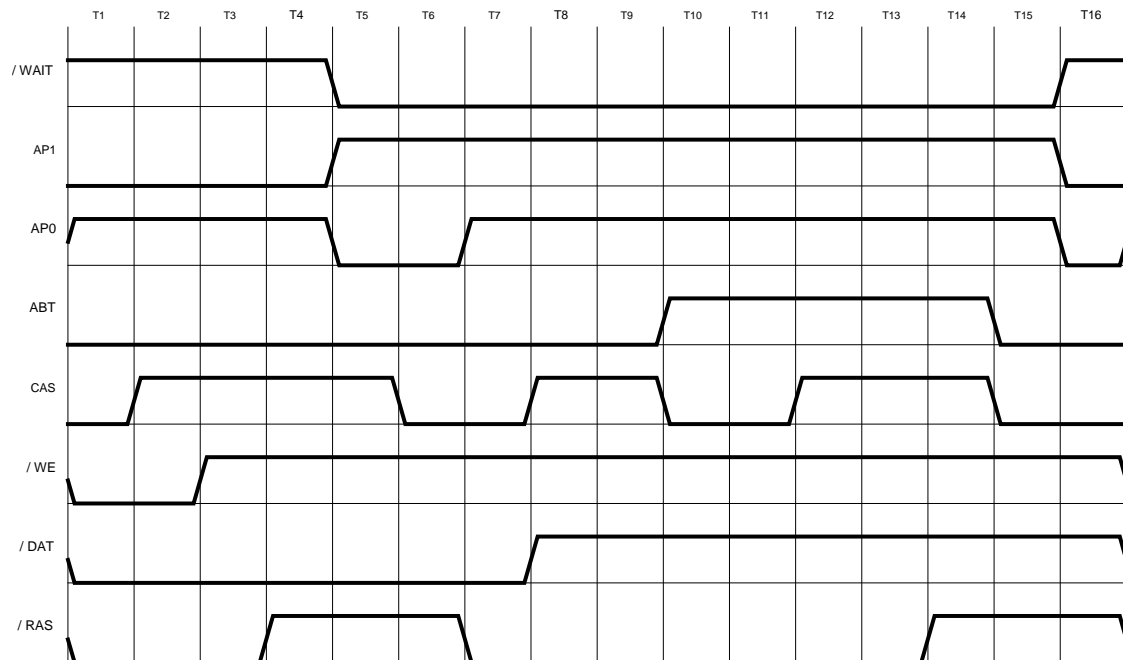 T1 T2 T3 T4 T5 T6 T7 T8 T9 T10 T11 T12 T13 T14 T15 T16
/ WAIT
AP1
AP0
ABT
CAS
/ WE
/ DAT
/ RAS